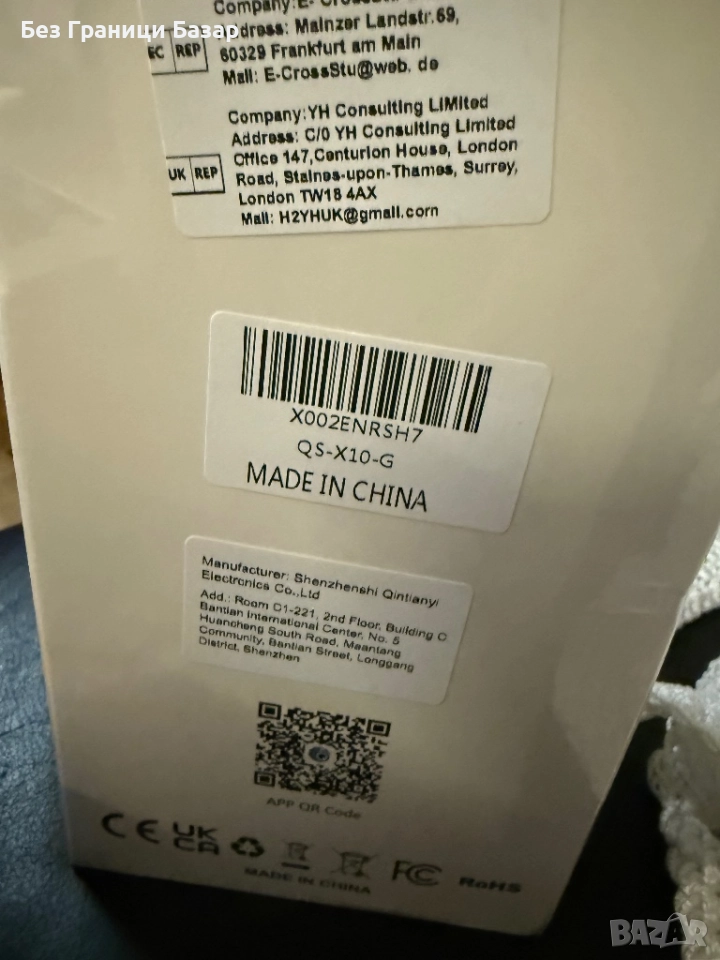 Без Граници Базар
Company:E-
Address: Mainzer Landstr.69,
60329 Frankfurt am Main
Mail: E-CrossStu@web. de
EC REP
Company:YH Consulting LIMited
Address: C/O YH Consulting Limited
Office 147,Centurion House, London
Road, Staines-upon-Thames, Surrey,
London TW18 4AX
Mail: H2YHUK@gmail.com
UK REP
X002ENRSH7
QS-X10-G
MADE IN CHINA
Manufacturer: Shenzhenshi Qintianyi
Electronics Co.,Ltd
Add.: Room C1-221, 2nd Floor, Building C
Bantian International Center, No. 5
Huancheng South Road, Maantang
Community, Bantian Street, Longgang
District, Shenzhen
APP QR Code
CE UK CA FC RoHS
MADE IN CHINA
BAZAR